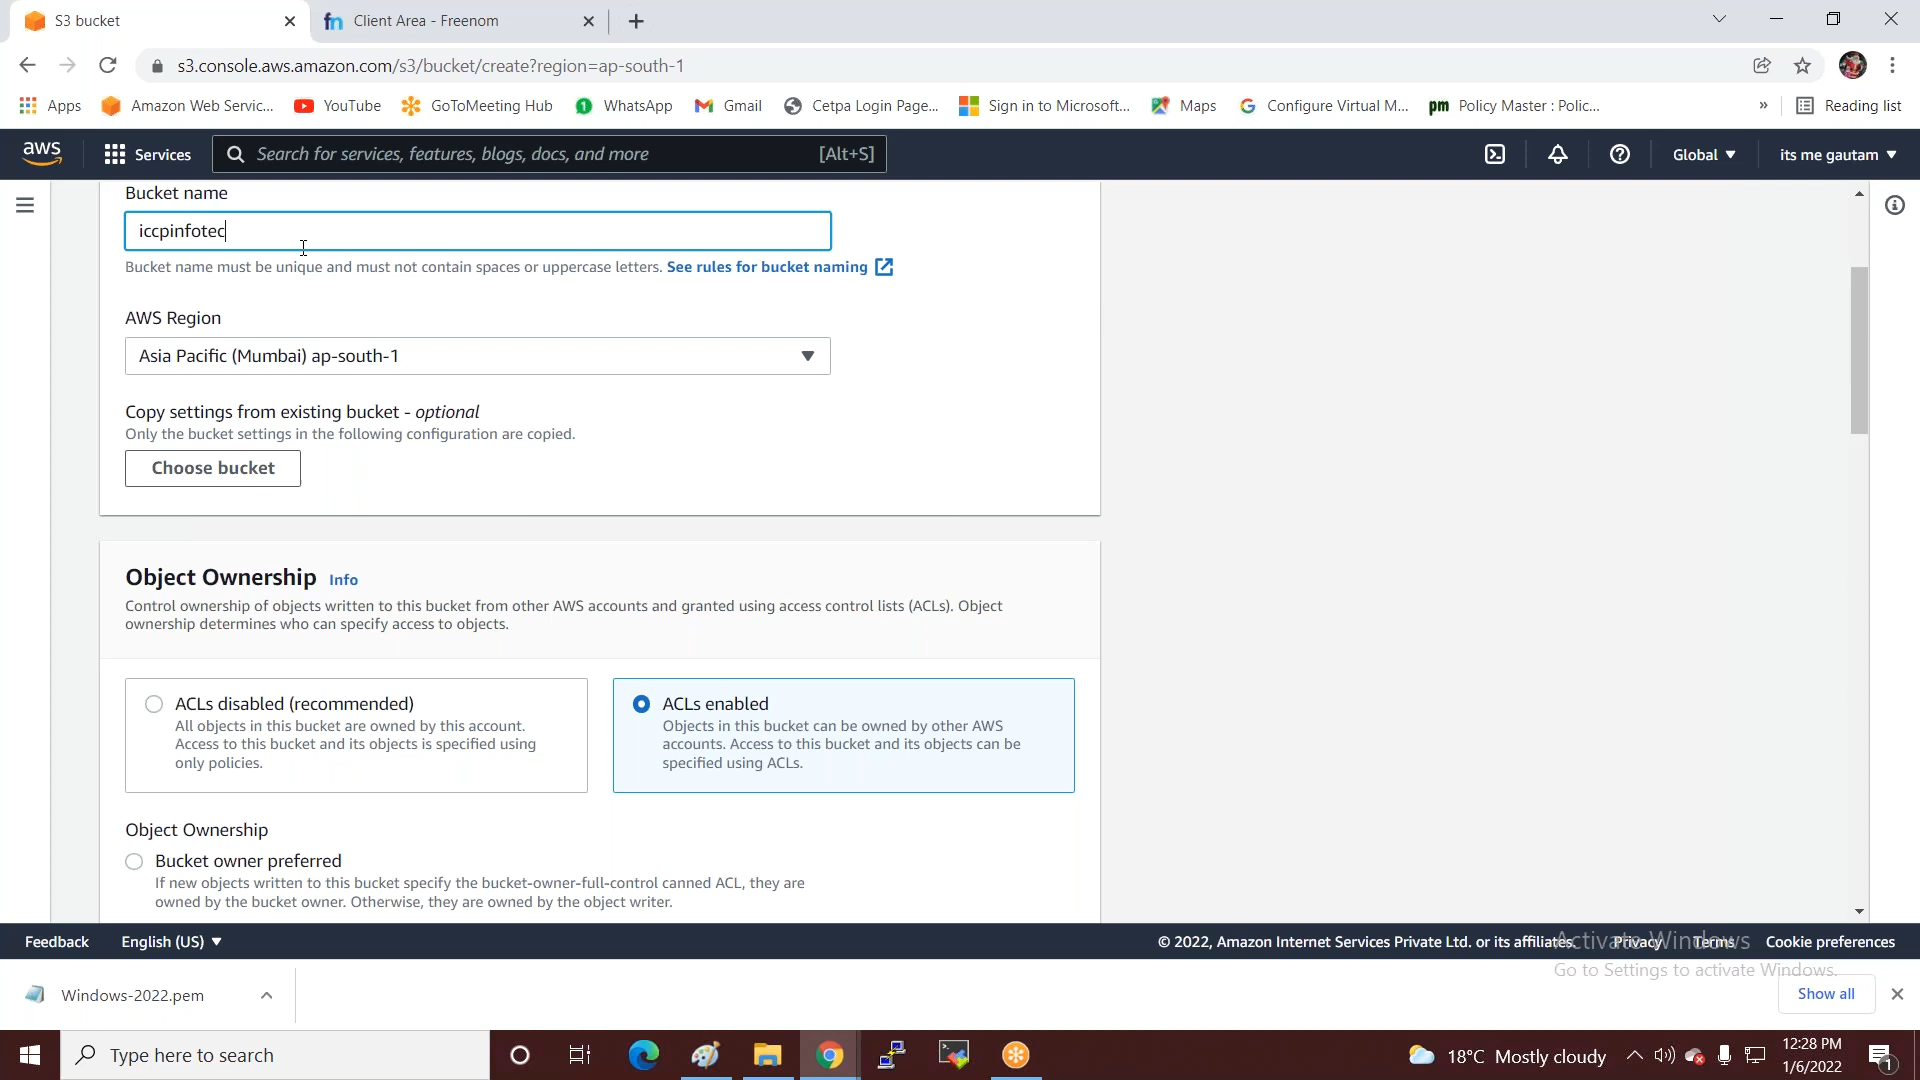 S3 bucket
Client Area - Freenom
s3.console.aws.amazon.com/s3/bucket/create?region=ap-south-1
Apps Amazon Web Servic... YouTube GoToMeeting Hub WhatsApp Gmail Cetpa Login Page... Sign in to Microsoft... Maps Configure Virtual M... pm Policy Master : Polic... » Reading list
aws Services Search for services, features, blogs, docs, and more [Alt+S] Global its me gautam
Bucket name
iccpinfotec
Bucket name must be unique and must not contain spaces or uppercase letters. See rules for bucket naming
AWS Region
Asia Pacific (Mumbai) ap-south-1
Copy settings from existing bucket - optional
Only the bucket settings in the following configuration are copied.
Choose bucket
Object Ownership Info
Control ownership of objects written to this bucket from other AWS accounts and granted using access control lists (ACLs). Object
ownership determines who can specify access to objects.
ACLs disabled (recommended)
All objects in this bucket are owned by this account.
Access to this bucket and its objects is specified using
only policies.
ACLs enabled
Objects in this bucket can be owned by other AWS
accounts. Access to this bucket and its objects can be
specified using ACLs.
Object Ownership
Bucket owner preferred
If new objects written to this bucket specify the bucket-owner-full-control canned ACL, they are
owned by the bucket owner. Otherwise, they are owned by the object writer.
Feedback English (US) © 2022, Amazon Internet Services Private Ltd. or its affiliates. Privacy Terms Cookie preferences
Activate Windows
Go to Settings to activate Windows.
Windows-2022.pem
Show all
Type here to search
18°C Mostly cloudy
12:28 PM
1/6/2022
1